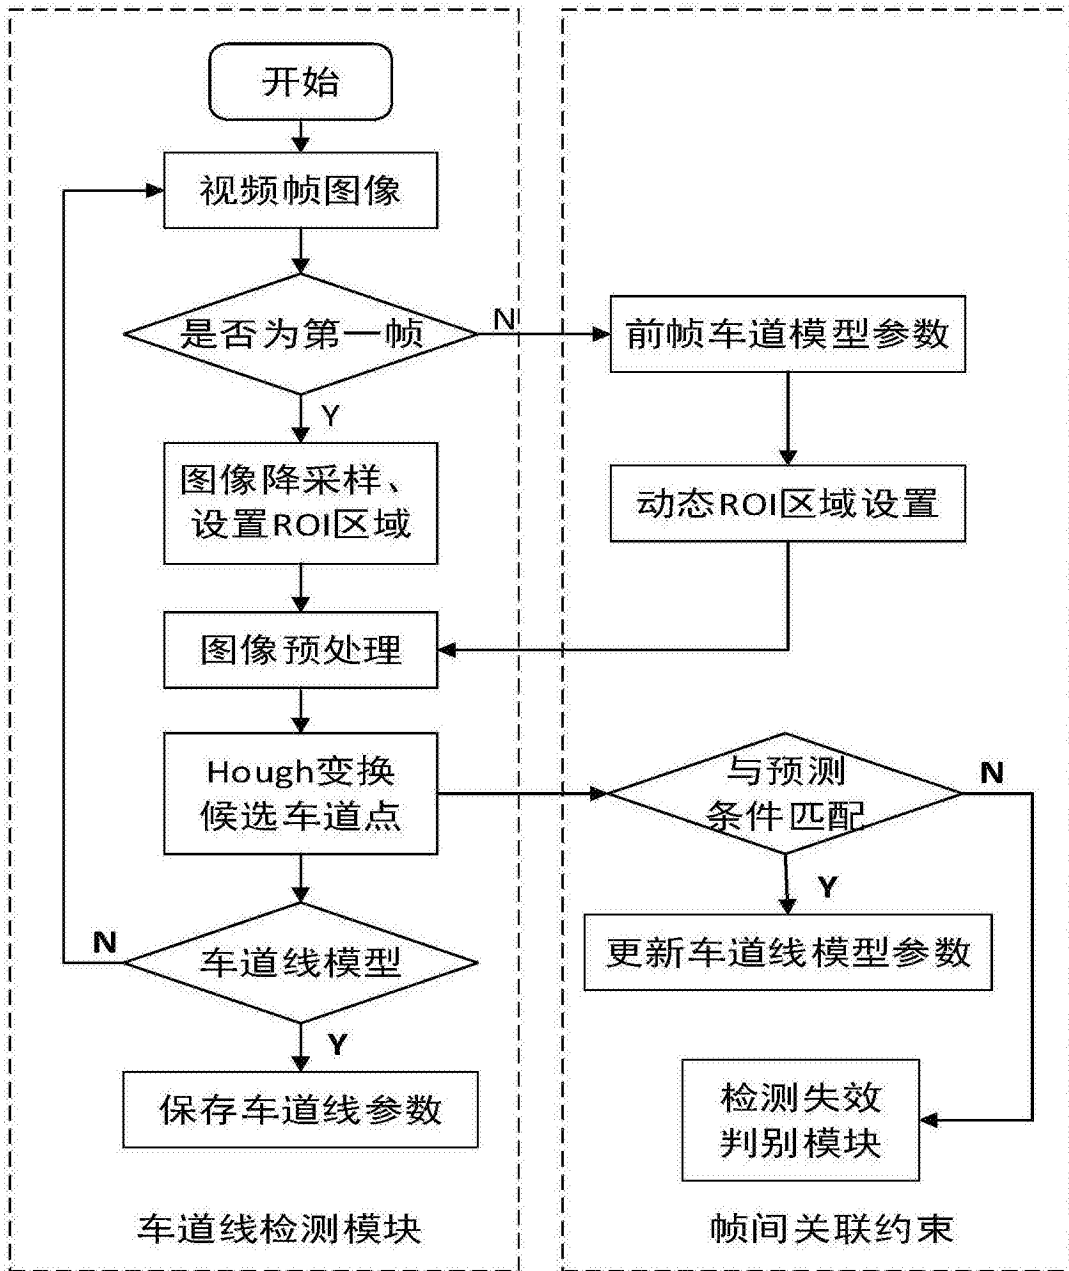 开始
视频帧图像
是否为第一帧
N
前帧车道模型参数
Y
图像降采样、
设置ROI区域
动态ROI区域设置
图像预处理
Hough变换
候选车道点
与预测
条件匹配
N
Y
更新车道线模型参数
车道线模型
N
Y
保存车道线参数
检测失效
判别模块
车道线检测模块
帧间关联约束